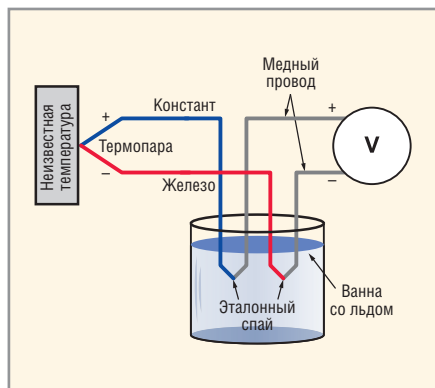 Неизвестная
температура
+
Констант
Термопара
–
Железо
Медный
провод
+
V
–
Эталонный
спай
Ванна
со льдом